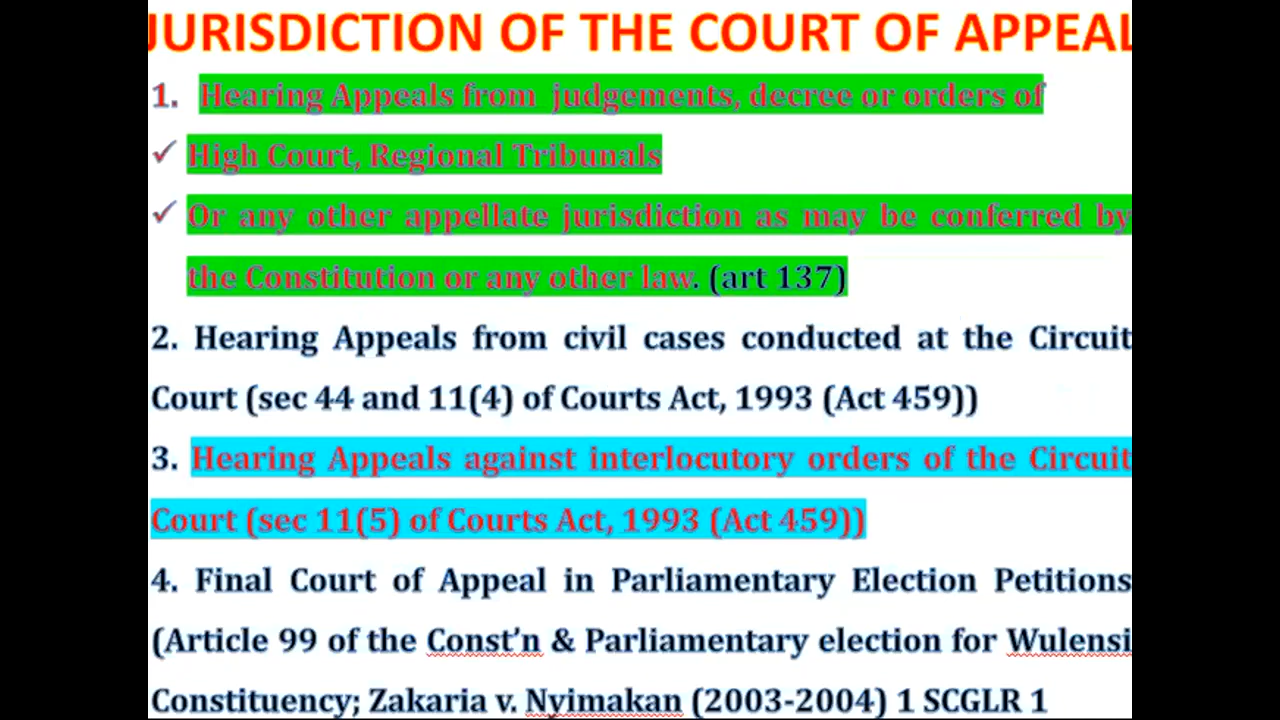 JURISDICTION OF THE COURT OF APPEAL
1. Hearing Appeals from judgements, decree or orders of
✓ High Court, Regional Tribunals
✓ Or any other appellate jurisdiction as may be conferred by
the Constitution or any other law. (art 137)
2. Hearing Appeals from civil cases conducted at the Circuit
Court (sec 44 and 11(4) of Courts Act, 1993 (Act 459))
3. Hearing Appeals against interlocutory orders of the Circuit
Court (sec 11(5) of Courts Act, 1993 (Act 459))
4. Final Court of Appeal in Parliamentary Election Petitions
(Article 99 of the Const’n & Parliamentary election for Wulensi
Constituency; Zakaria v. Nyimakan (2003-2004) 1 SCGLR 1